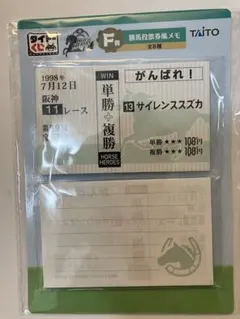 タイトーくじ
F賞
勝馬投票券風メモ
全8種
TAITO
1998年
7月12日
阪神
11レース
WIN
単勝+複勝
HORSE HEROES
がんばれ!
13 サイレンススズカ
単勝★★★108円
複勝★★★108円